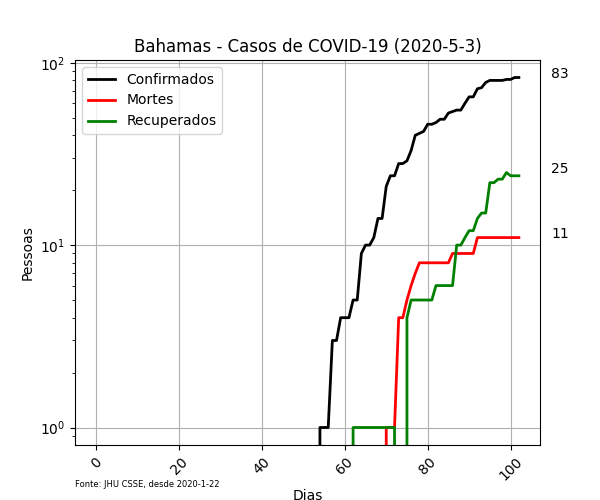 Bahamas - Casos de COVID-19 (2020-5-3)
10²
Confirmados
Mortes
Recuperados
83
25
11
10¹
10⁰
Pessoas
0
20
40
60
80
100
Fonte: JHU CSSE, desde 2020-1-22
Dias